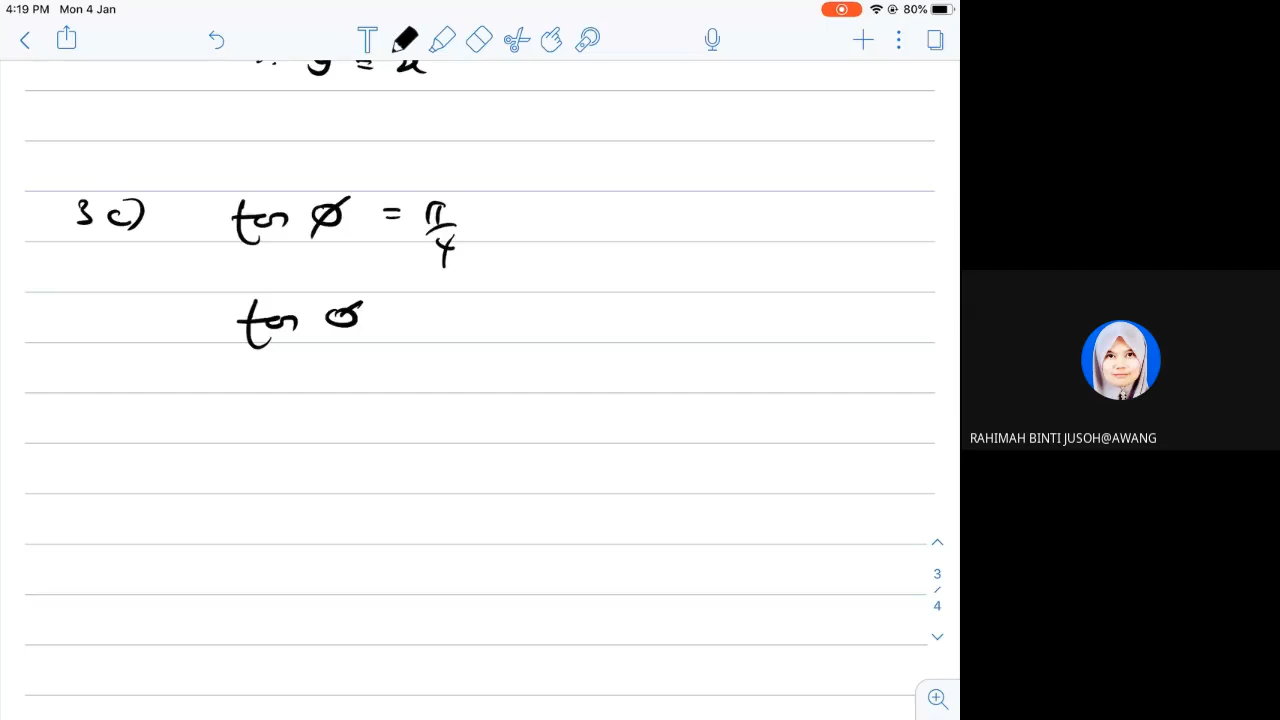 4:19 PM Mon 4 Jan
80%
∴ y = x
3 c) tan ϕ = π/4
tan σ
3
/
4
RAHIMAH BINTI JUSOH@AWANG